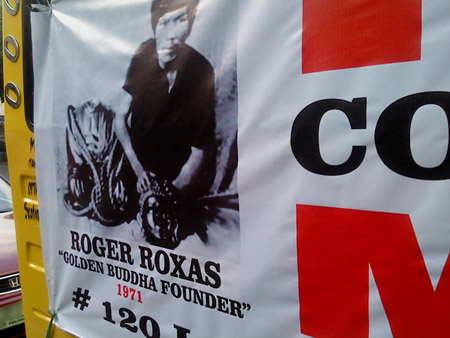 ROGER ROXAS
"GOLDEN BUDDHA FOUNDER"
1971
# 120
CO
M